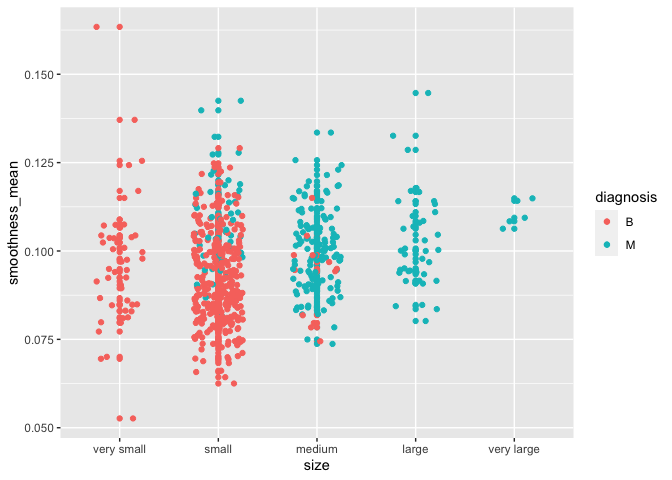 0.150
0.125
0.100
0.075
0.050
smoothness_mean
very small
small
medium
large
very large
size
diagnosis
B
M